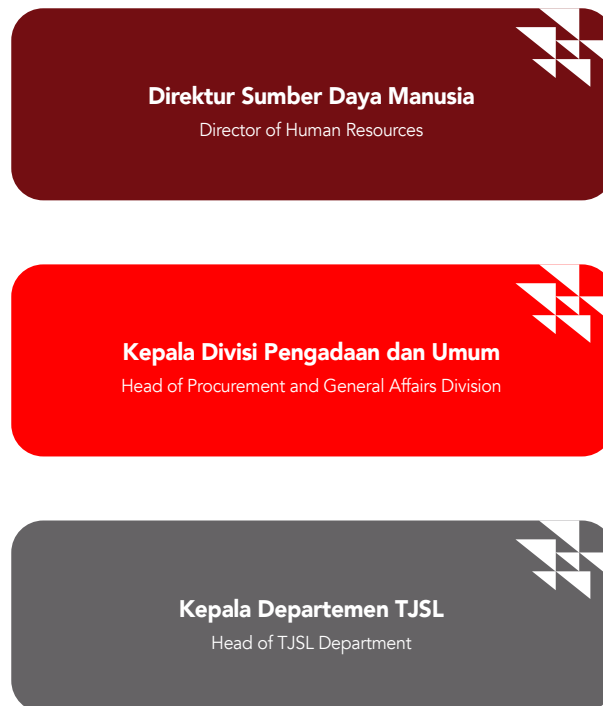 Direktur Sumber Daya Manusia
Director of Human Resources
Kepala Divisi Pengadaan dan Umum
Head of Procurement and General Affairs Division
Kepala Departemen TJSL
Head of TJSL Department